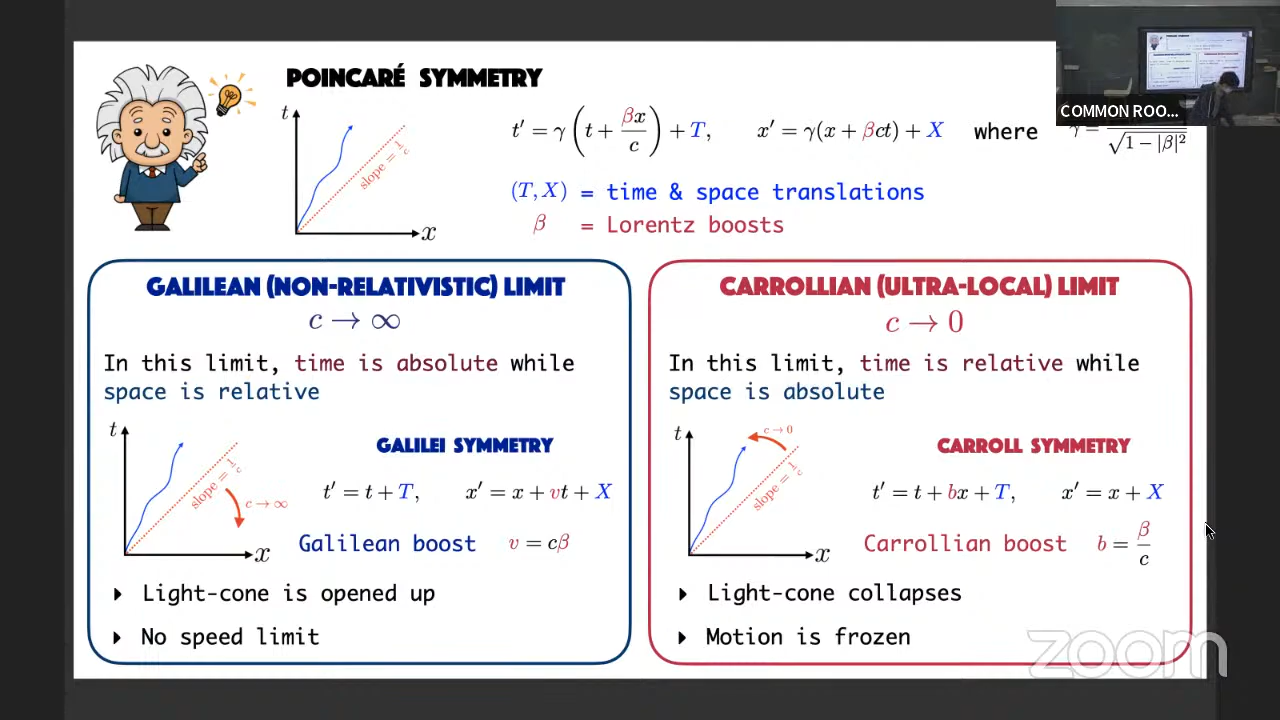 POINCARÉ SYMMETRY
t
slope = 1/c
x
t′ = γ(t + βx/c) + T, x′ = γ(x + βct) + X where
√1 − |β|²
(T, X) = time & space translations
β = Lorentz boosts
COMMON ROO...
GALILEAN (NON-RELATIVISTIC) LIMIT
c → ∞
In this limit, time is absolute while
space is relative
t
slope = 1/c
c → ∞
x
GALILEI SYMMETRY
t′ = t + T, x′ = x + vt + X
Galilean boost v = cβ
Light-cone is opened up
No speed limit
CARROLLIAN (ULTRA-LOCAL) LIMIT
c → 0
In this limit, time is relative while
space is absolute
t
c → 0
slope = 1/c
x
CARROLL SYMMETRY
t′ = t + bx + T, x′ = x + X
Carrollian boost b = β/c
Light-cone collapses
Motion is frozen
zoom